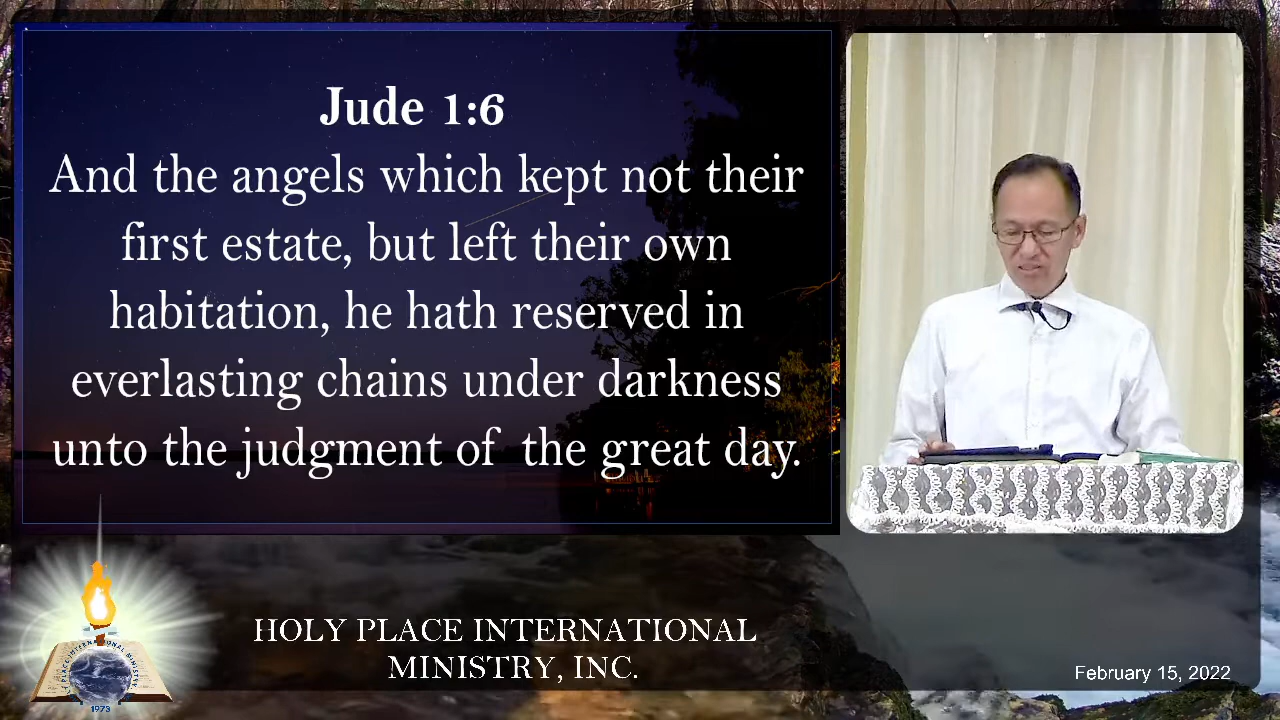 Jude 1:6
And the angels which kept not their
first estate, but left their own
habitation, he hath reserved in
everlasting chains under darkness
unto the judgment of the great day.
HOLY PLACE INTERNATIONAL
MINISTRY, INC.
February 15, 2022
1973